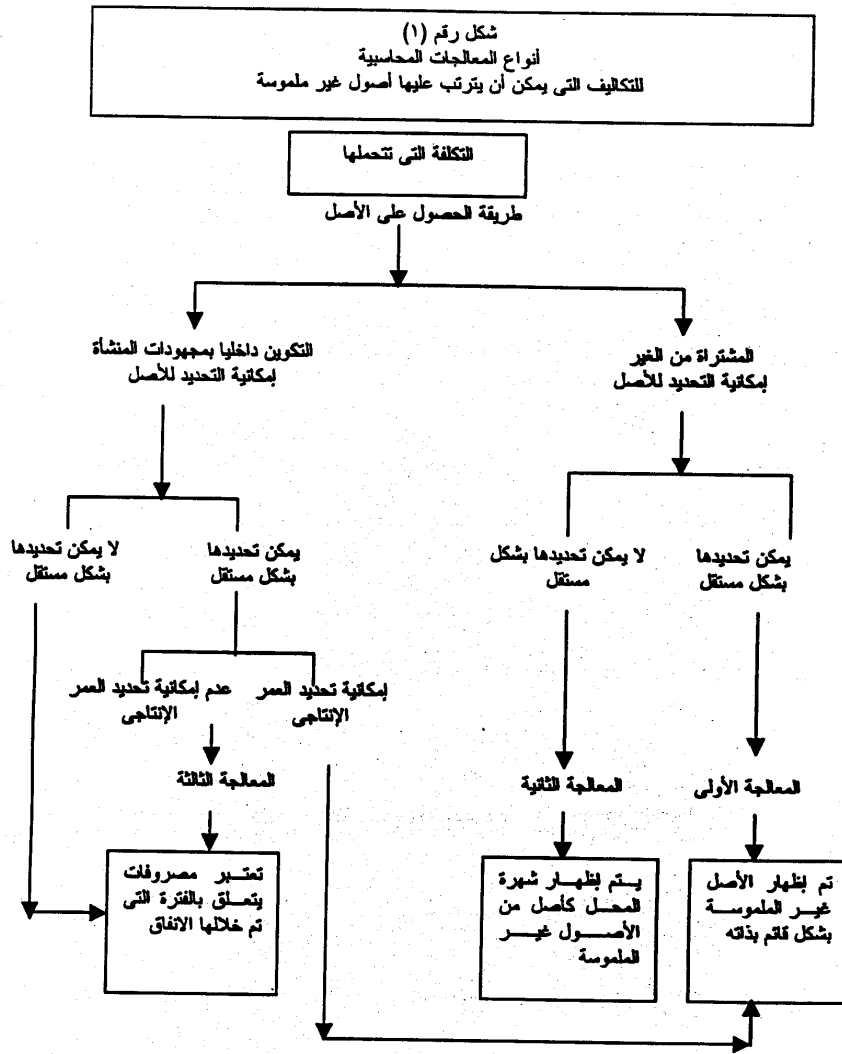 شكل رقم (١)
أنواع المعالجات المحاسبية
للتكاليف التى يمكن أن يترتب عليها أصول غير ملموسة
التكلفة التى تتحملها
طريقة الحصول على الأصل
المشتراة من الغير
إمكانية التحديد للأصل
التكوين داخليا بمجهودات المنشأة
إمكانية التحديد للأصل
يمكن تحديدها
بشكل مستقل
لا يمكن تحديدها بشكل
مستقل
يمكن تحديدها
بشكل مستقل
لا يمكن تحديدها
بشكل مستقل
إمكانية تحديد العمر
الإنتاجى
عدم إمكانية تحديد العمر
الإنتاجى
المعالجة الأولى
المعالجة الثانية
المعالجة الثالثة
تم إظهار الأصل
غير الملموسة
بشكل قائم بذاته
يتم إظهار شهرة
المحل كأصل من
الأصول غير
الملموسة
تعتبر مصروفات
يتعلق بالفترة التى
تم خلالها الاتفاق